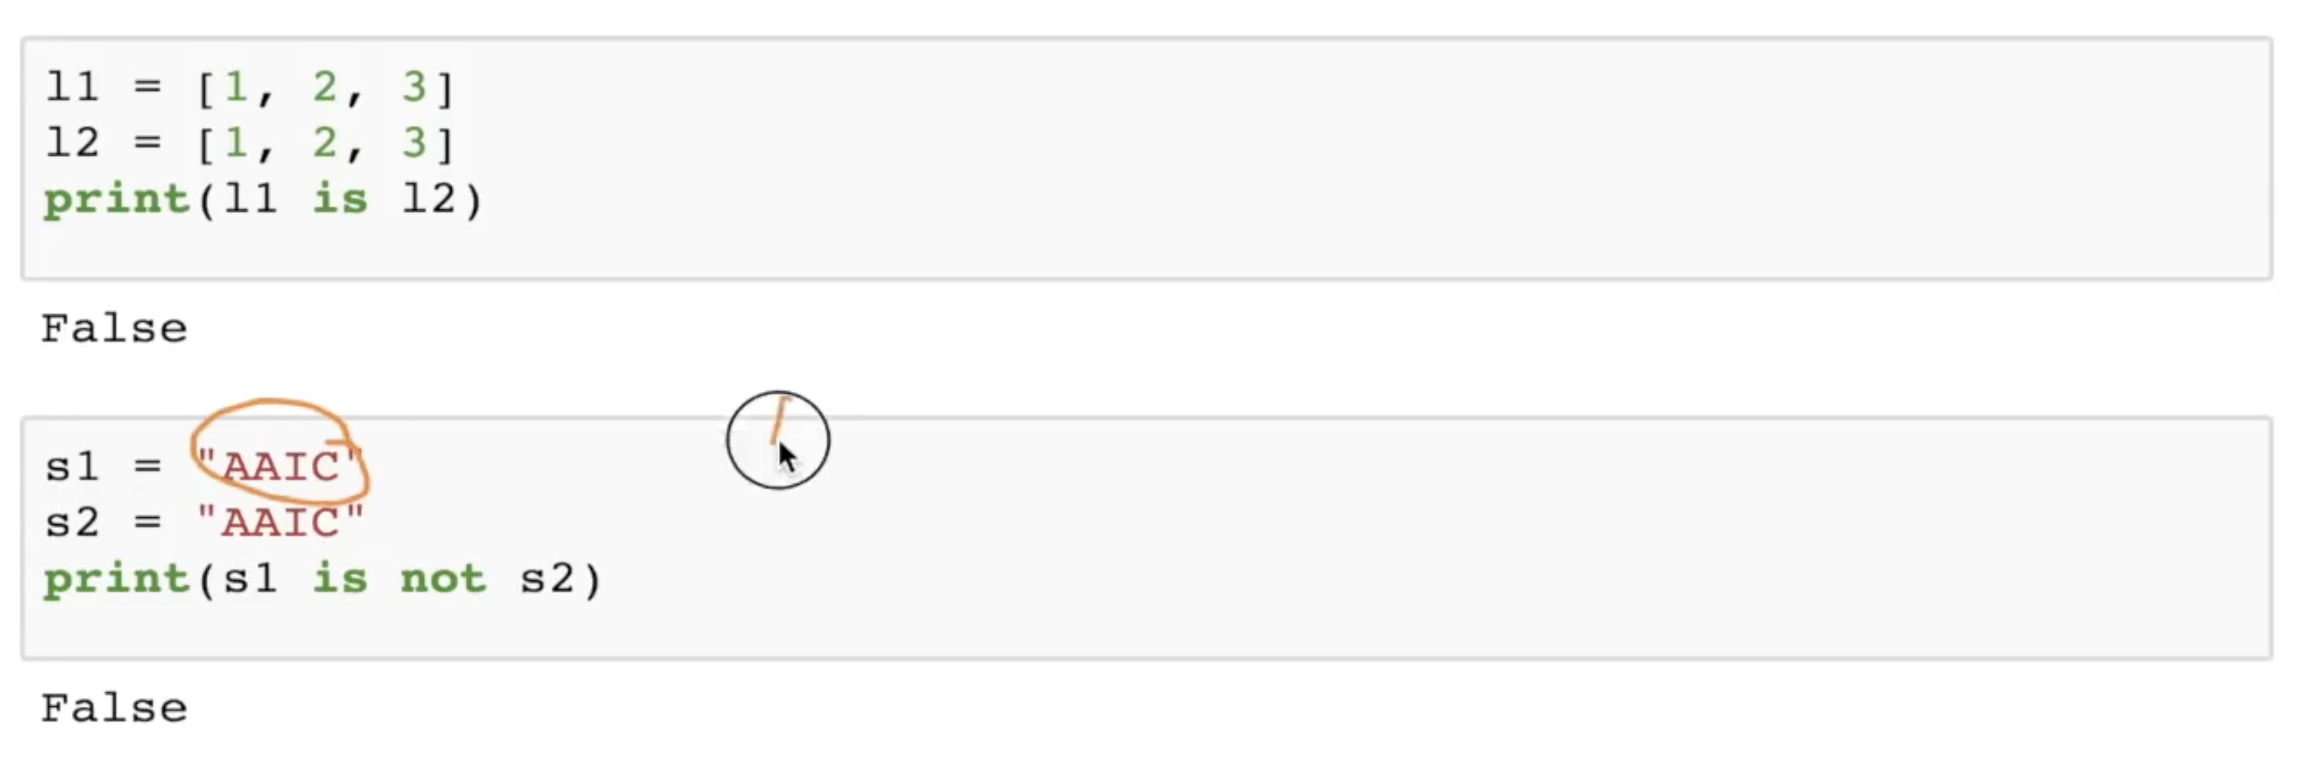 l1 = [1, 2, 3]
l2 = [1, 2, 3]
print(l1 is l2)
False
s1 = "AAIC"
s2 = "AAIC"
print(s1 is not s2)
False